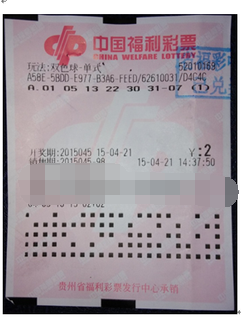 中国福利彩票
CHINA WELFARE LOTTERY
玩法:双色球-单式
52010169
A58E-5BDD-E977-B3A6-FEED/62610031/D4C4C
A.01 05 13 22 30 31-07 (1)
开奖期:2015045 15-04-21
¥:2
销售期:2015045-98
15-04-21 14:37:50
贵州省福利彩票发行中心承销